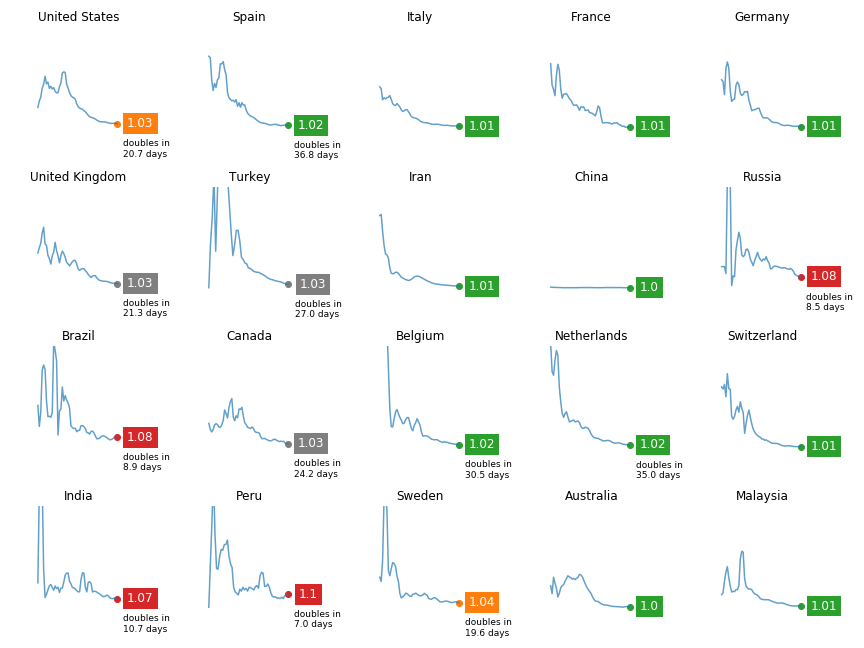 United States
1.03
doubles in
20.7 days
Spain
1.02
doubles in
36.8 days
Italy
1.01
France
1.01
Germany
1.01
United Kingdom
1.03
doubles in
21.3 days
Turkey
1.03
doubles in
27.0 days
Iran
1.01
China
1.0
Russia
1.08
doubles in
8.5 days
Brazil
1.08
doubles in
8.9 days
Canada
1.03
doubles in
24.2 days
Belgium
1.02
doubles in
30.5 days
Netherlands
1.02
doubles in
35.0 days
Switzerland
1.01
India
1.07
doubles in
10.7 days
Peru
1.1
doubles in
7.0 days
Sweden
1.04
doubles in
19.6 days
Australia
1.0
Malaysia
1.01